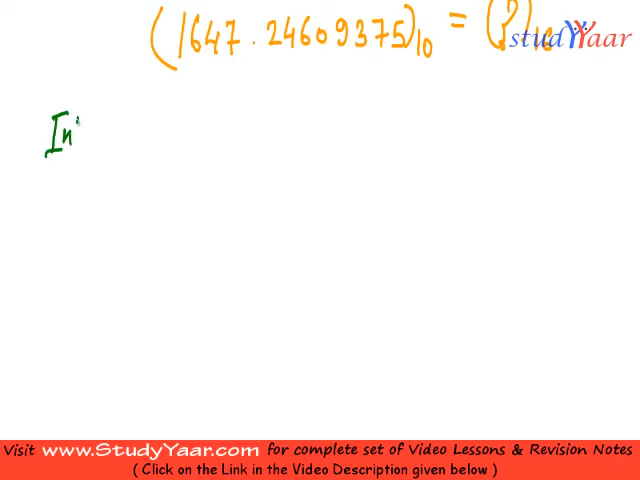 (1647.24609375)10 = (?)16
studYYaar
In
Visit www.StudyYaar.com for complete set of Video Lessons & Revision Notes
( Click on the Link in the Video Description given below )